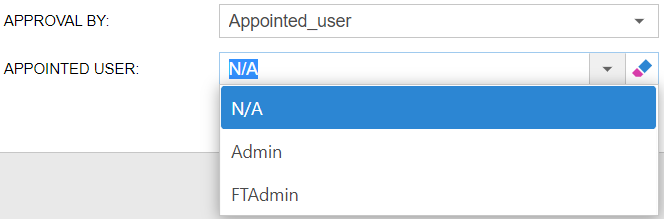 APPROVAL BY: Appointed_user
APPOINTED USER: N/A
N/A
Admin
FTAdmin